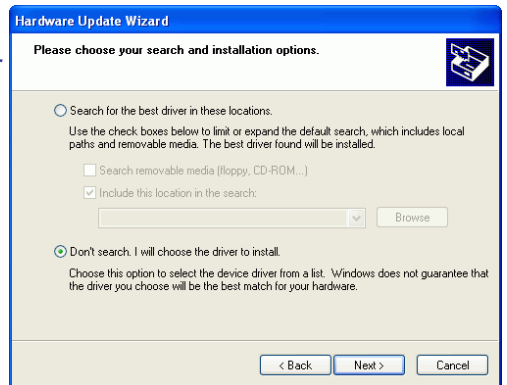 Hardware Update Wizard
Please choose your search and installation options.
Search for the best driver in these locations.
Use the check boxes below to limit or expand the default search, which includes local
paths and removable media. The best driver found will be installed.
Search removable media (floppy, CD-ROM...)
Include this location in the search:
Browse
Don't search. I will choose the driver to install.
Choose this option to select the device driver from a list. Windows does not guarantee that
the driver you choose will be the best match for your hardware.
< Back Next > Cancel